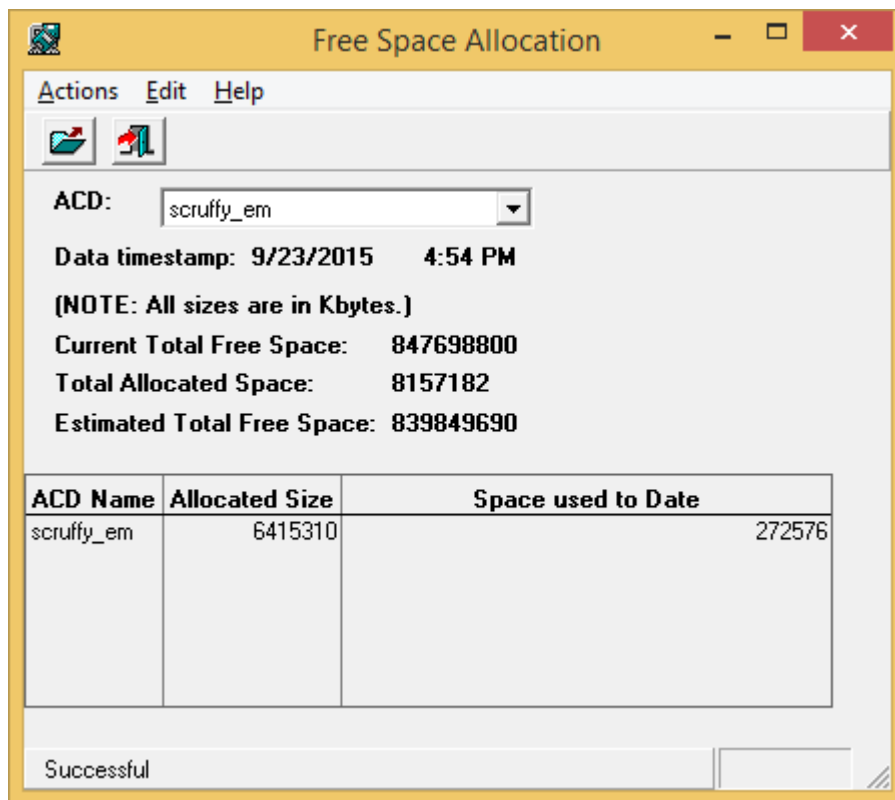 Free Space Allocation
Actions Edit Help
ACD: scruffy_em
Data timestamp: 9/23/2015 4:54 PM
(NOTE: All sizes are in Kbytes.)
Current Total Free Space: 847698800
Total Allocated Space: 8157182
Estimated Total Free Space: 839849690
ACD Name Allocated Size Space used to Date
scruffy_em 6415310 272576
Successful